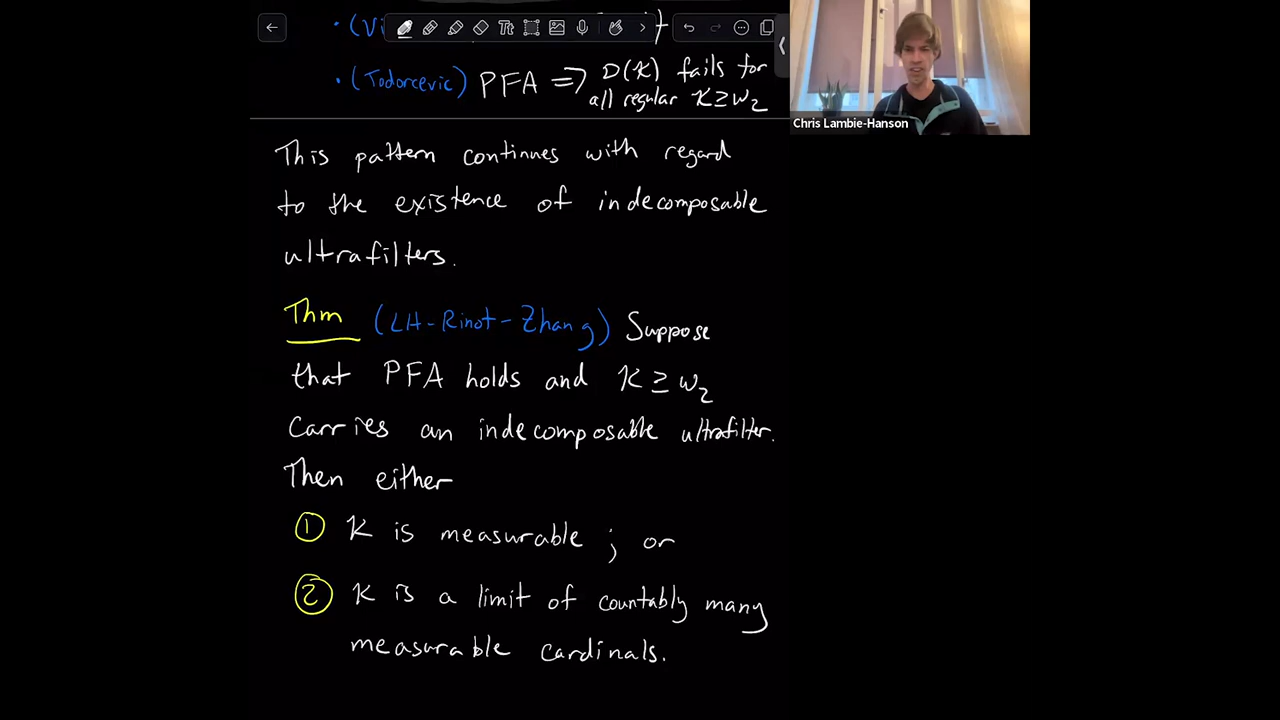 • (Vi
• (Todorcevic) PFA ⟹ □(K) fails for
all regular K ≥ ω₂
Chris Lambie-Hanson
This pattern continues with regard
to the existence of indecomposable
ultrafilters.
Thm (LH-Rinot-Zhang) Suppose
that PFA holds and K ≥ ω₂
carries an indecomposable ultrafilter.
Then either
① K is measurable ; or
② K is a limit of countably many
measurable cardinals.